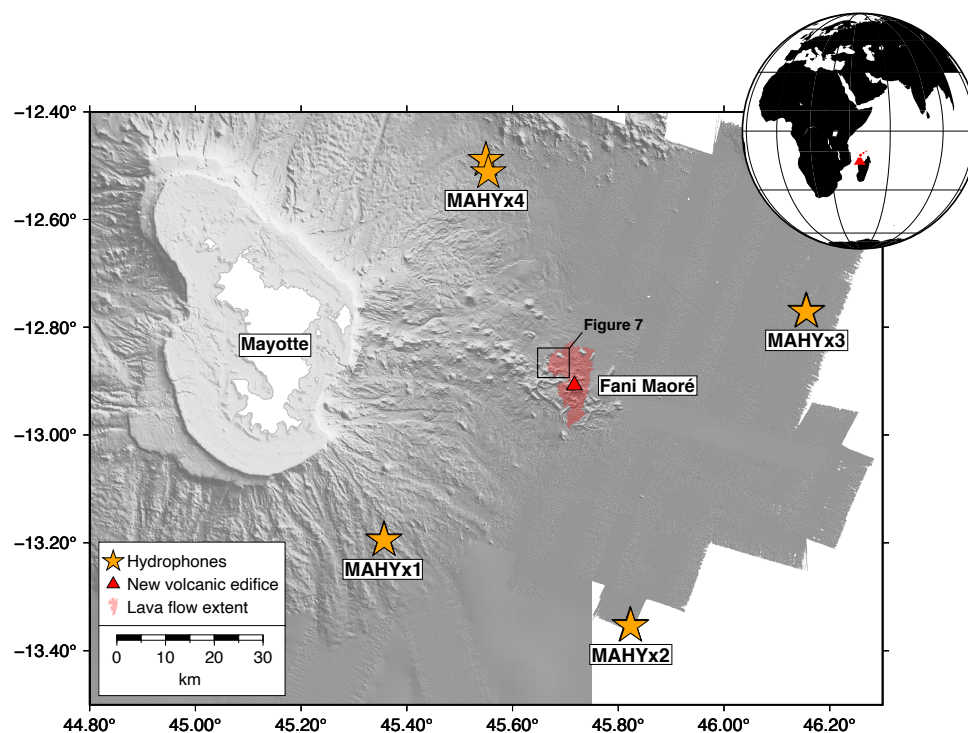 −12.40°
−12.60°
−12.80°
−13.00°
−13.20°
−13.40°
MAHYx4
MAHYx3
Figure 7
Mayotte
Fani Maoré
MAHYx1
MAHYx2
Hydrophones
New volcanic edifice
Lava flow extent
0 10 20 30
km
44.80° 45.00° 45.20° 45.40° 45.60° 45.80° 46.00° 46.20°